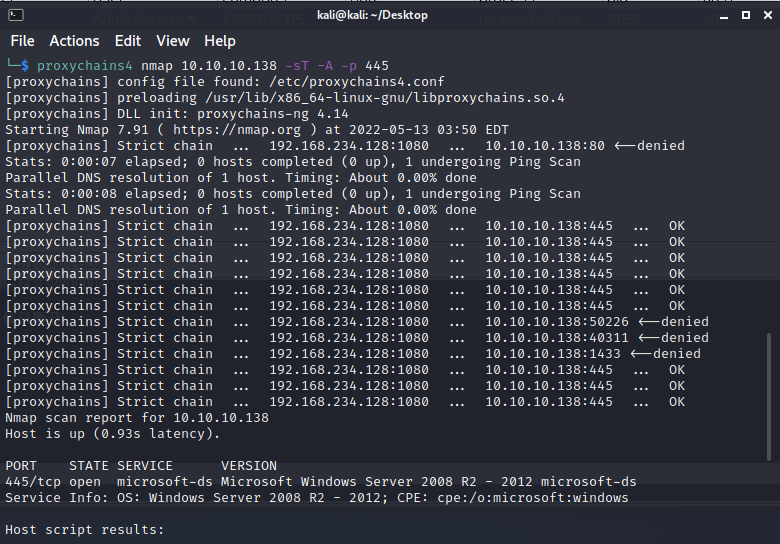 kali@kali: ~/Desktop
File Actions Edit View Help
└─$ proxychains4 nmap 10.10.10.138 -sT -A -p 445
[proxychains] config file found: /etc/proxychains4.conf
[proxychains] preloading /usr/lib/x86_64-linux-gnu/libproxychains.so.4
[proxychains] DLL init: proxychains-ng 4.14
Starting Nmap 7.91 ( https://nmap.org ) at 2022-05-13 03:50 EDT
[proxychains] Strict chain  ...  192.168.234.128:1080  ...  10.10.10.138:80 <--denied
Stats: 0:00:07 elapsed; 0 hosts completed (0 up), 1 undergoing Ping Scan
Parallel DNS resolution of 1 host. Timing: About 0.00% done
Stats: 0:00:08 elapsed; 0 hosts completed (0 up), 1 undergoing Ping Scan
Parallel DNS resolution of 1 host. Timing: About 0.00% done
[proxychains] Strict chain  ...  192.168.234.128:1080  ...  10.10.10.138:445  ...  OK
[proxychains] Strict chain  ...  192.168.234.128:1080  ...  10.10.10.138:445  ...  OK
[proxychains] Strict chain  ...  192.168.234.128:1080  ...  10.10.10.138:445  ...  OK
[proxychains] Strict chain  ...  192.168.234.128:1080  ...  10.10.10.138:445  ...  OK
[proxychains] Strict chain  ...  192.168.234.128:1080  ...  10.10.10.138:445  ...  OK
[proxychains] Strict chain  ...  192.168.234.128:1080  ...  10.10.10.138:445  ...  OK
[proxychains] Strict chain  ...  192.168.234.128:1080  ...  10.10.10.138:50226 <--denied
[proxychains] Strict chain  ...  192.168.234.128:1080  ...  10.10.10.138:40311 <--denied
[proxychains] Strict chain  ...  192.168.234.128:1080  ...  10.10.10.138:1433 <--denied
[proxychains] Strict chain  ...  192.168.234.128:1080  ...  10.10.10.138:445  ...  OK
[proxychains] Strict chain  ...  192.168.234.128:1080  ...  10.10.10.138:445  ...  OK
[proxychains] Strict chain  ...  192.168.234.128:1080  ...  10.10.10.138:445  ...  OK
Nmap scan report for 10.10.10.138
Host is up (0.93s latency).
PORT    STATE SERVICE      VERSION
445/tcp open  microsoft-ds Microsoft Windows Server 2008 R2 - 2012 microsoft-ds
Service Info: OS: Windows Server 2008 R2 - 2012; CPE: cpe:/o:microsoft:windows
Host script results: